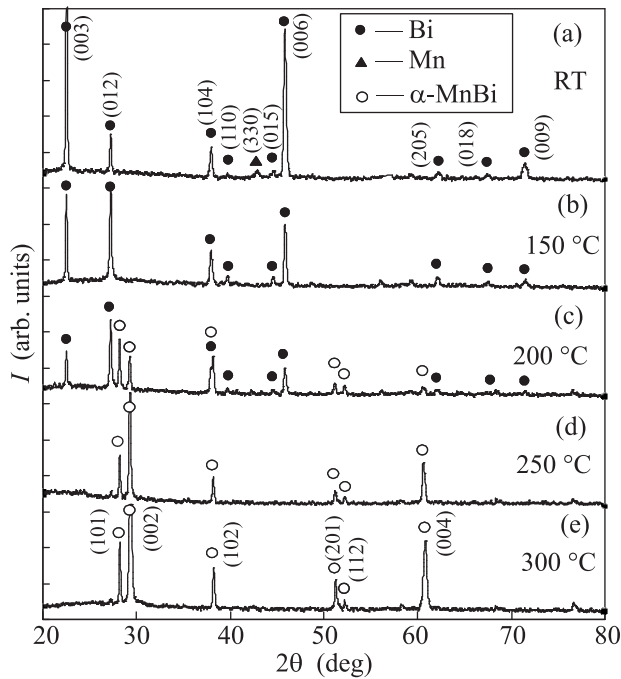 (003)
(012)
(104)
(110)
(330)
(015)
(006)
● — Bi
▲ — Mn
○ — α-MnBi
(a)
RT
(205)
(018)
(009)
(b)
150 °C
(c)
200 °C
(d)
250 °C
(e)
300 °C
(101)
(002)
(102)
(201)
(112)
(004)
I (arb. units)
20 30 40 50 60 70 80
2θ (deg)